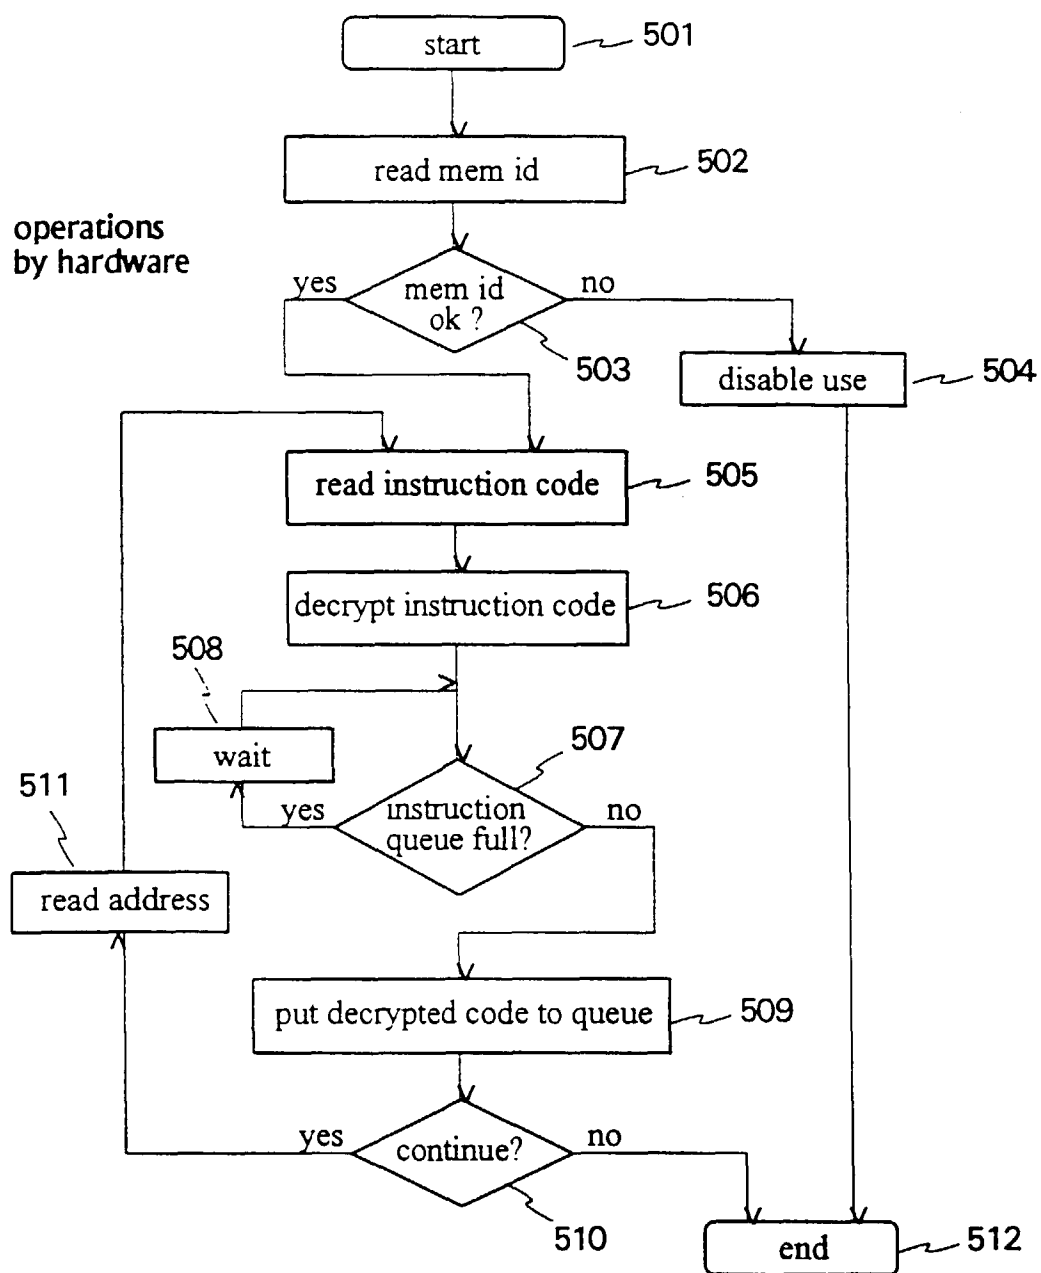 start
501
read mem id
502
operations
by hardware
yes
mem id
ok ?
no
503
disable use
504
read instruction code
505
decrypt instruction code
506
508
wait
507
511
yes
instruction
queue full?
no
read address
put decrypted code to queue
509
yes
continue?
no
510
end
512